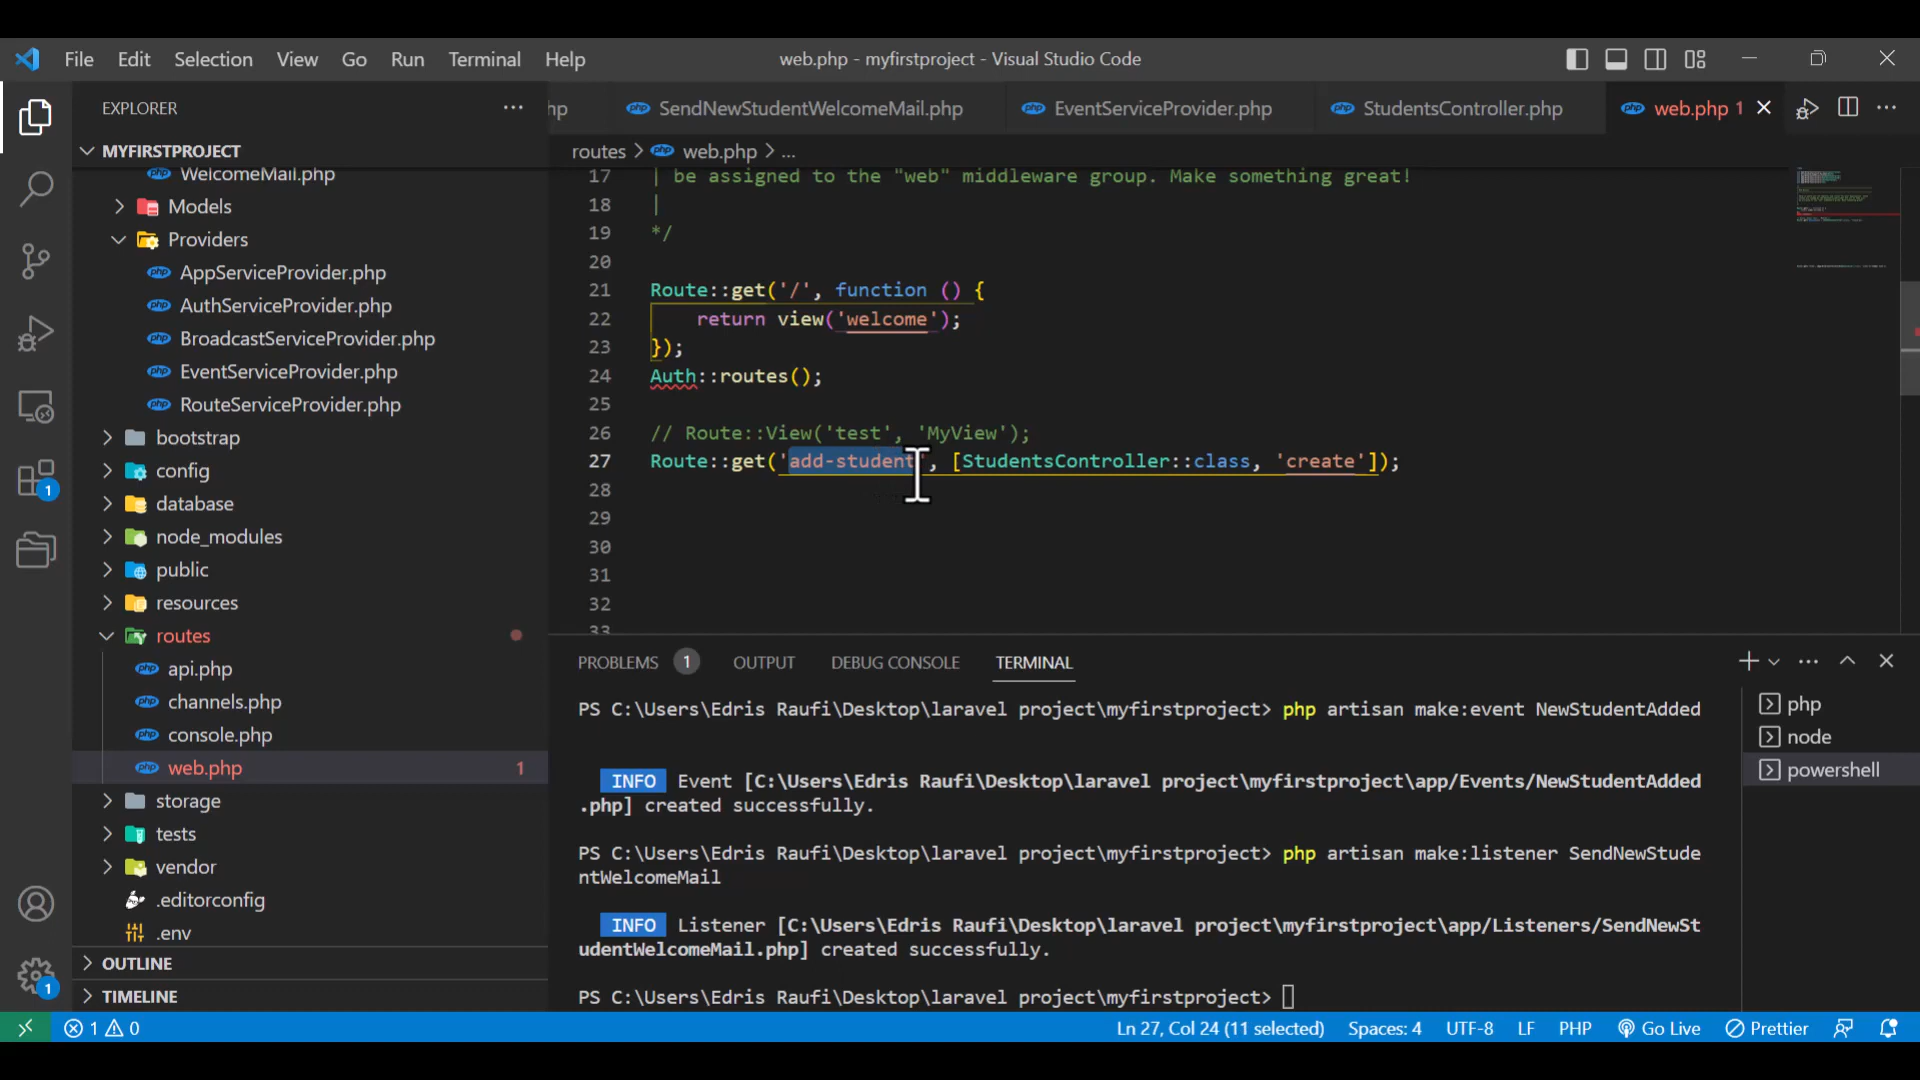 File Edit Selection View Go Run Terminal Help
web.php - myfirstproject - Visual Studio Code
EXPLORER
hp
SendNewStudentWelcomeMail.php
EventServiceProvider.php
StudentsController.php
web.php 1
MYFIRSTPROJECT
WelcomeMail.php
Models
Providers
AppServiceProvider.php
AuthServiceProvider.php
BroadcastServiceProvider.php
EventServiceProvider.php
RouteServiceProvider.php
bootstrap
config
database
node_modules
public
resources
routes
api.php
channels.php
console.php
web.php 1
storage
tests
vendor
.editorconfig
.env
OUTLINE
TIMELINE
1
1
routes > web.php > ...
17 | be assigned to the "web" middleware group. Make something great!
18 |
19 */
20
21 Route::get('/', function () {
22 return view('welcome');
23 });
24 Auth::routes();
25
26 // Route::View('test', 'MyView');
27 Route::get('add-student', [StudentsController::class, 'create']);
28
29
30
31
32
33
PROBLEMS 1 OUTPUT DEBUG CONSOLE TERMINAL
PS C:\Users\Edris Raufi\Desktop\laravel project\myfirstproject> php artisan make:event NewStudentAdded
INFO Event [C:\Users\Edris Raufi\Desktop\laravel project\myfirstproject\app/Events/NewStudentAdded
.php] created successfully.
PS C:\Users\Edris Raufi\Desktop\laravel project\myfirstproject> php artisan make:listener SendNewStude
ntWelcomeMail
INFO Listener [C:\Users\Edris Raufi\Desktop\laravel project\myfirstproject\app/Listeners/SendNewSt
udentWelcomeMail.php] created successfully.
PS C:\Users\Edris Raufi\Desktop\laravel project\myfirstproject>
php
node
powershell
1 0
Ln 27, Col 24 (11 selected) Spaces: 4 UTF-8 LF PHP Go Live Prettier